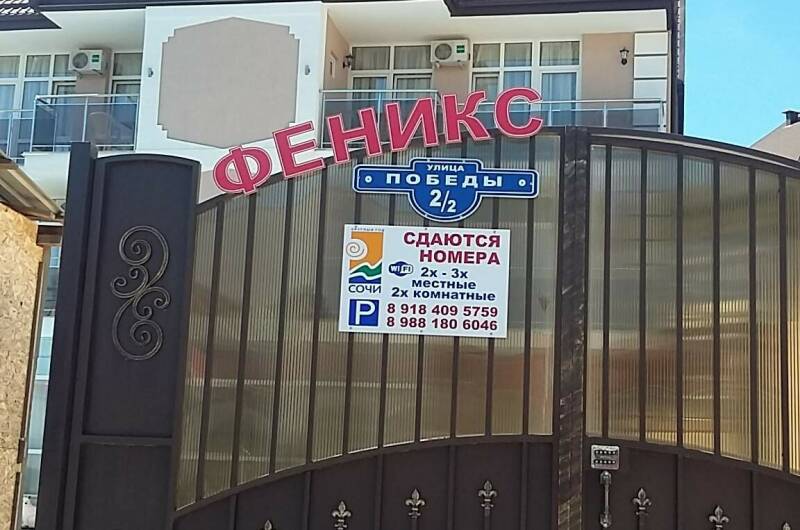 ФЕНИКС
УЛИЦА
ПОБЕДЫ
2/2
СДАЮТСЯ
НОМЕРА
WiFi
2х - 3х
местные
2х комнатные
СОЧИ
P
8 918 409 5759
8 988 180 6046